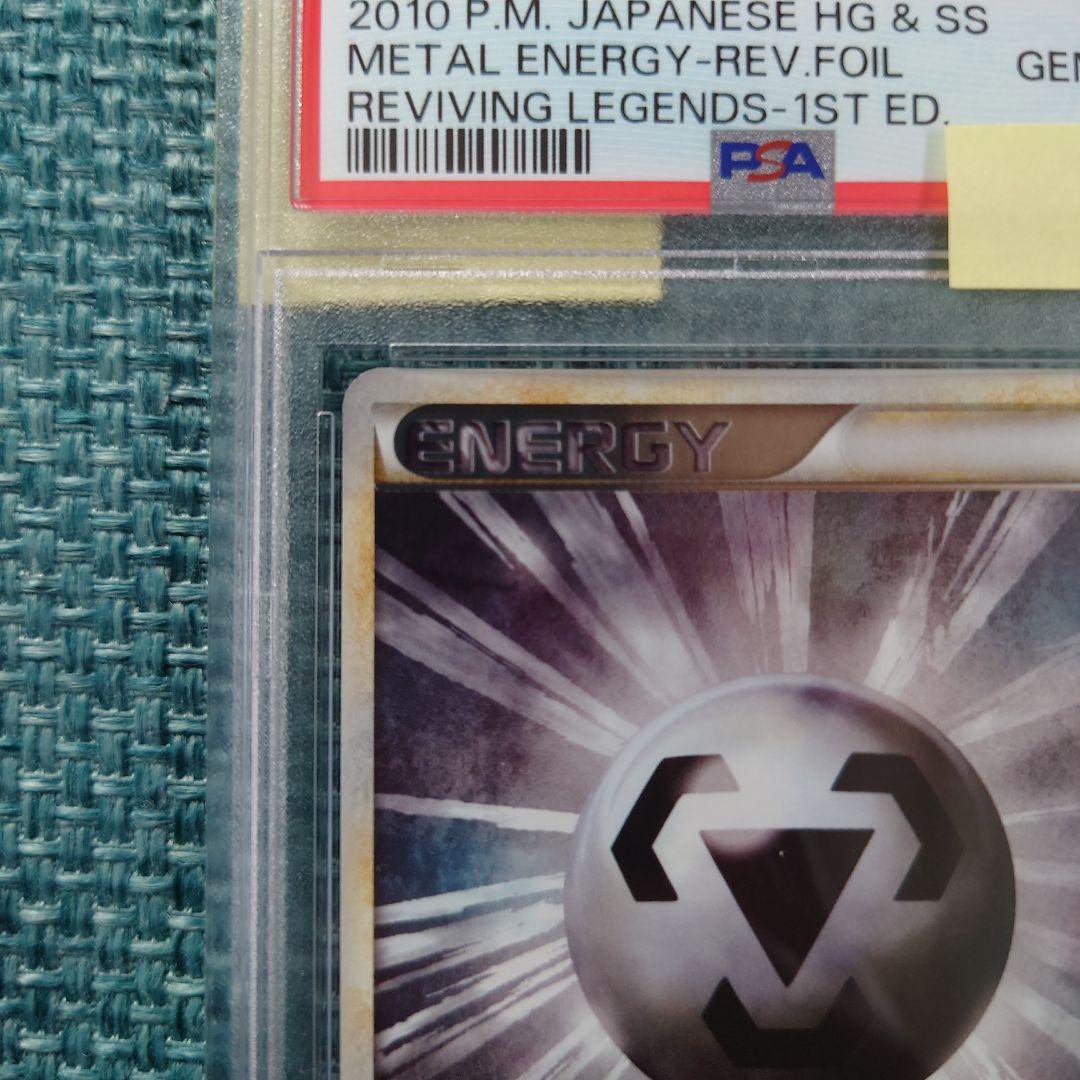 2010 P.M. JAPANESE HG & SS
METAL ENERGY-REV.FOIL
GEM
REVIVING LEGENDS-1ST ED.
PSA
ENERGY